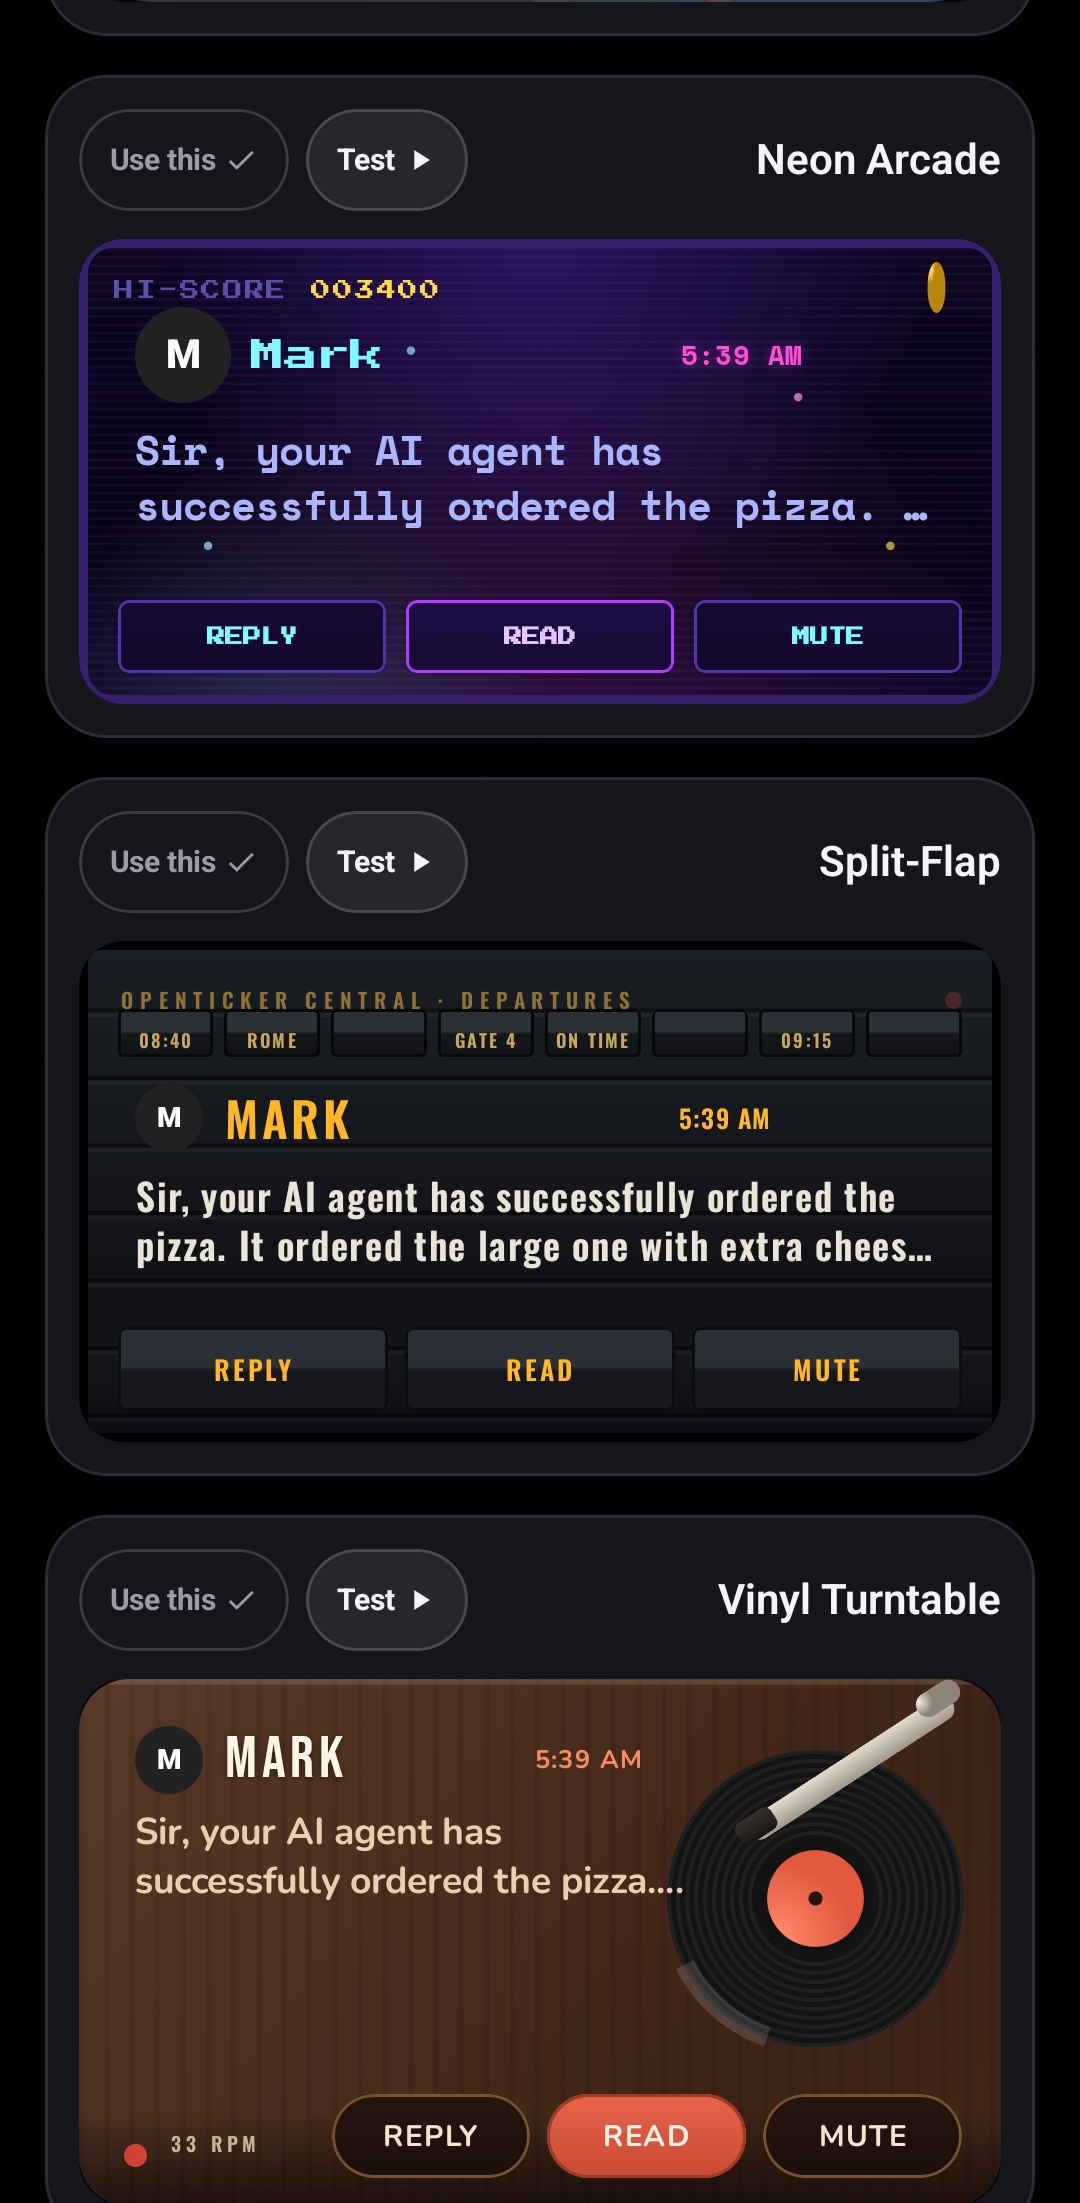 Use this
Test
Neon Arcade
HI-SCORE 003400
M
Mark
5:39 AM
Sir, your AI agent has
successfully ordered the pizza. …
REPLY
READ
MUTE
Use this
Test
Split-Flap
OPENTICKER CENTRAL · DEPARTURES
08:40
ROME
GATE 4
ON TIME
09:15
M
MARK
5:39 AM
Sir, your AI agent has successfully ordered the
pizza. It ordered the large one with extra chees…
REPLY
READ
MUTE
Use this
Test
Vinyl Turntable
M
MARK
5:39 AM
Sir, your AI agent has
successfully ordered the pizza.…
33 RPM
REPLY
READ
MUTE